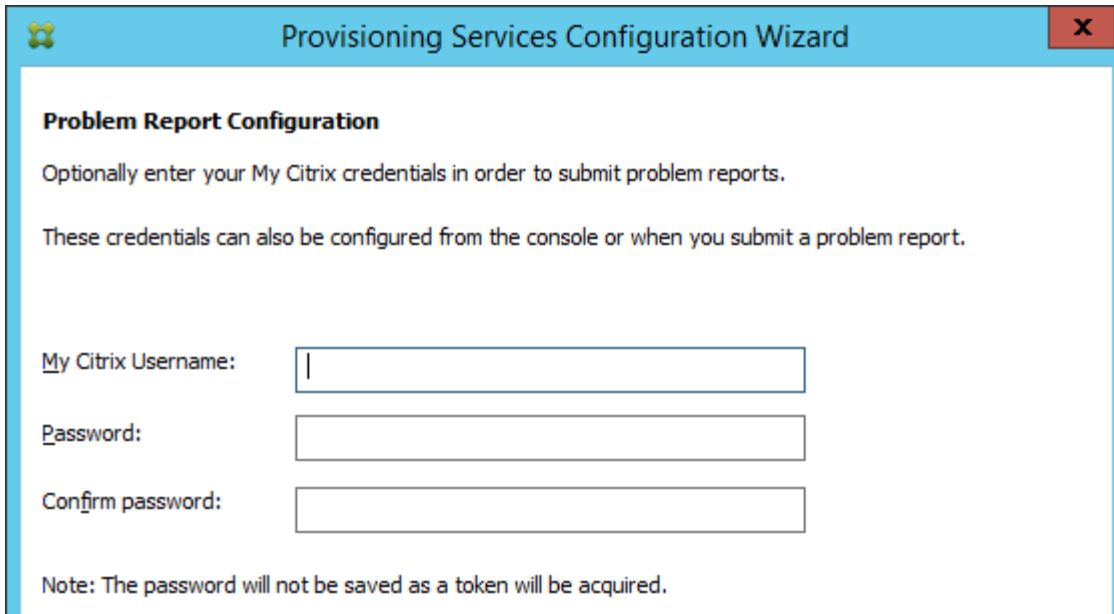 Provisioning Services Configuration Wizard
x
Problem Report Configuration
Optionally enter your My Citrix credentials in order to submit problem reports.
These credentials can also be configured from the console or when you submit a problem report.
My Citrix Username:
Password:
Confirm password:
Note: The password will not be saved as a token will be acquired.